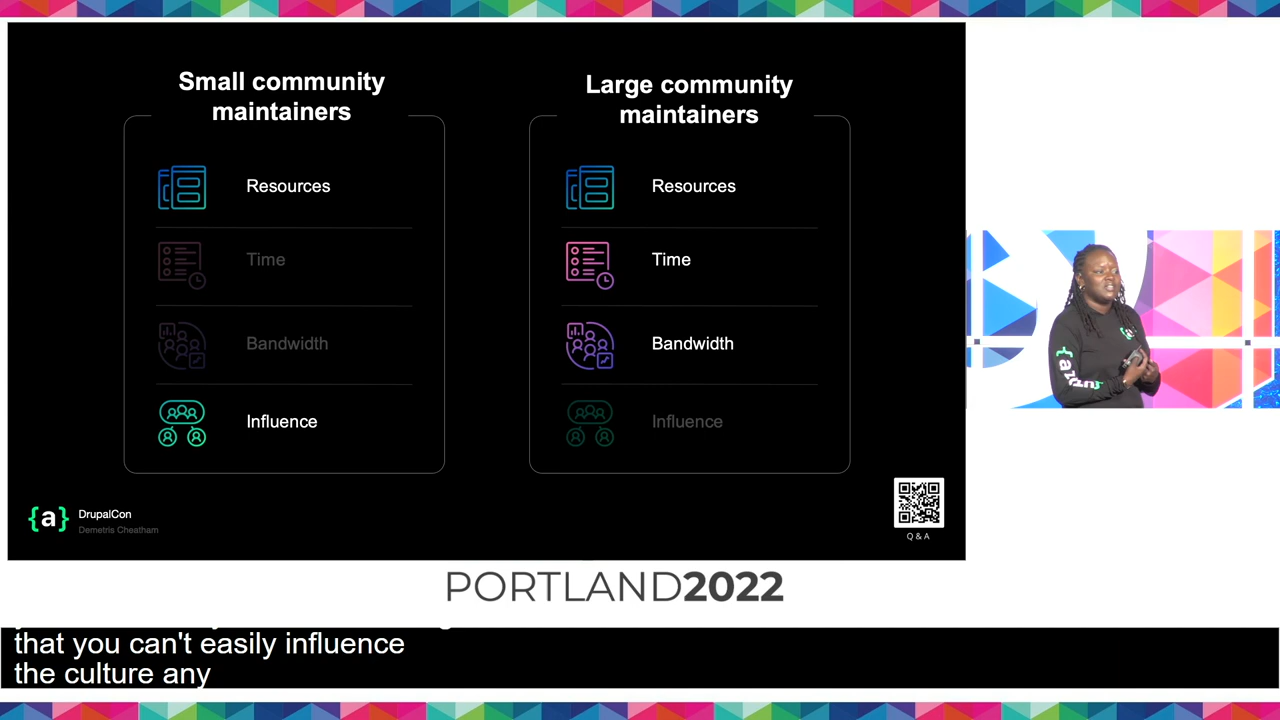 Small community
maintainers
Resources
Time
Bandwidth
Influence
Large community
maintainers
Resources
Time
Bandwidth
Influence
{a}
DrupalCon
Demetris Cheatham
Q & A
PORTLAND2022
that you can't easily influence
the culture any